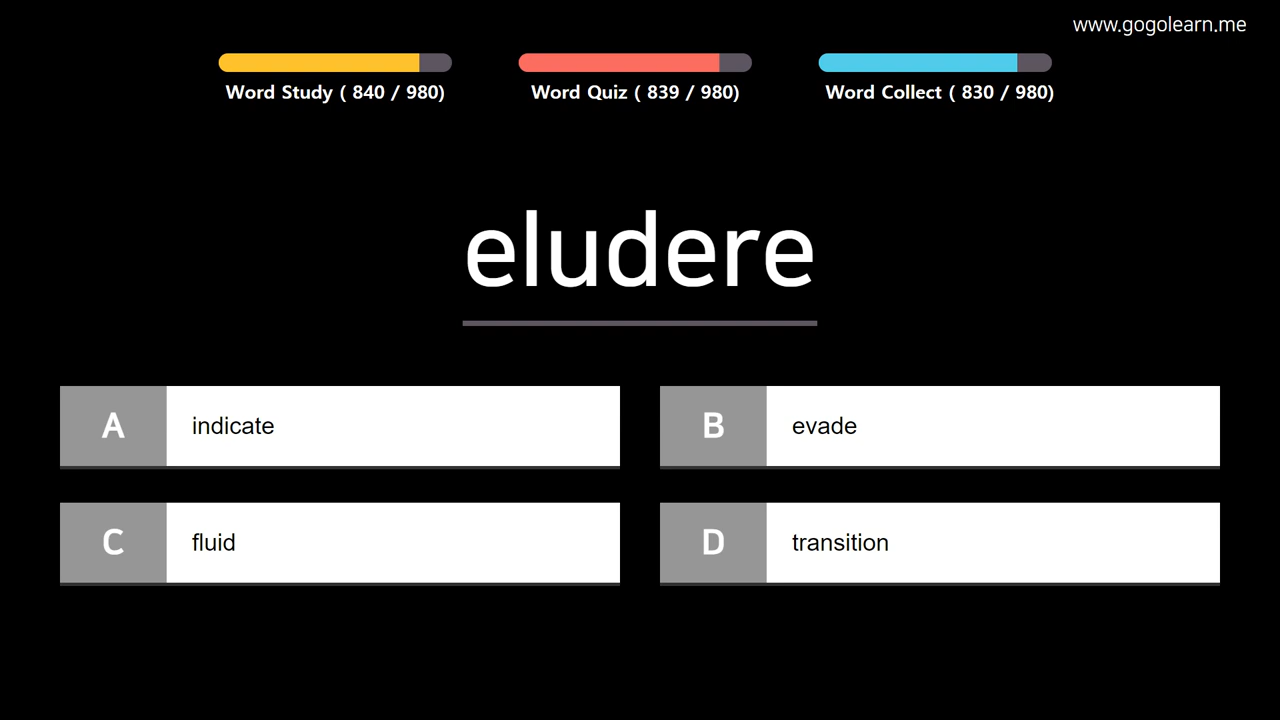 www.gogolearn.me
Word Study ( 840 / 980)
Word Quiz ( 839 / 980)
Word Collect ( 830 / 980)
eludere
A indicate
B evade
C fluid
D transition